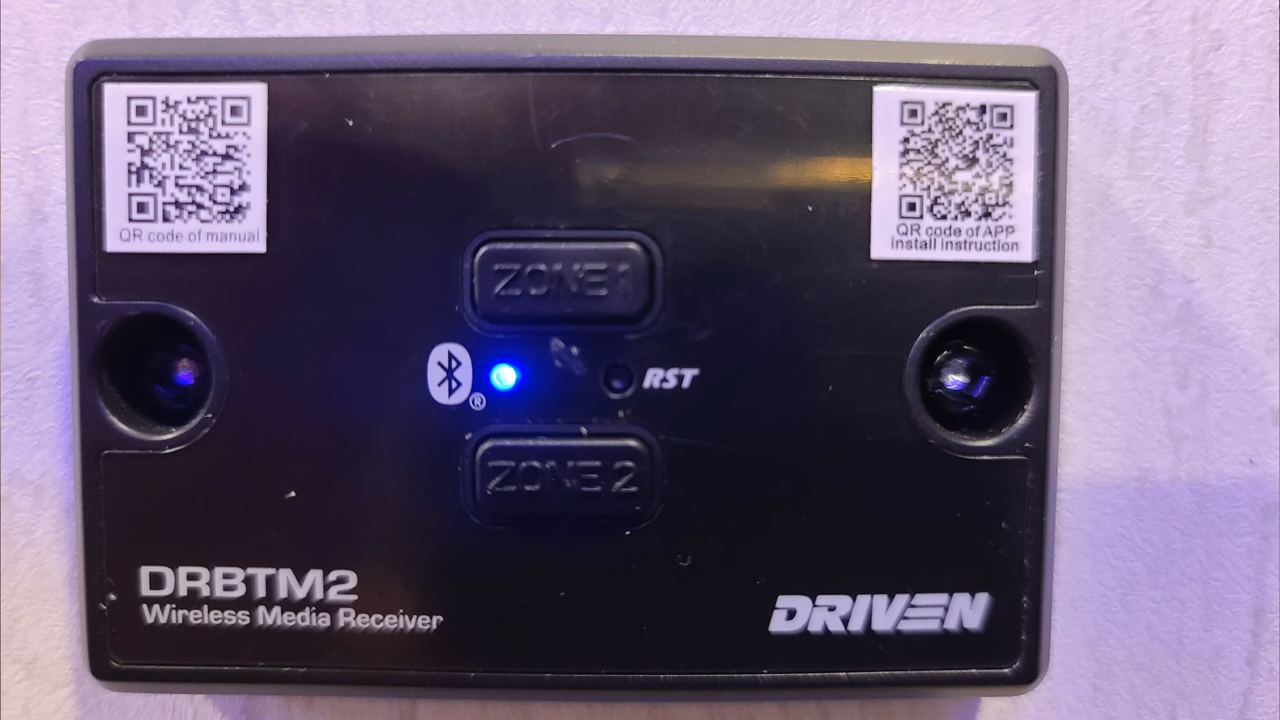 QR code of manual
QR code of APP
install instruction
ZONE 1
® RST
ZONE 2
DRBTM2
Wireless Media Receiver
DRIVEN